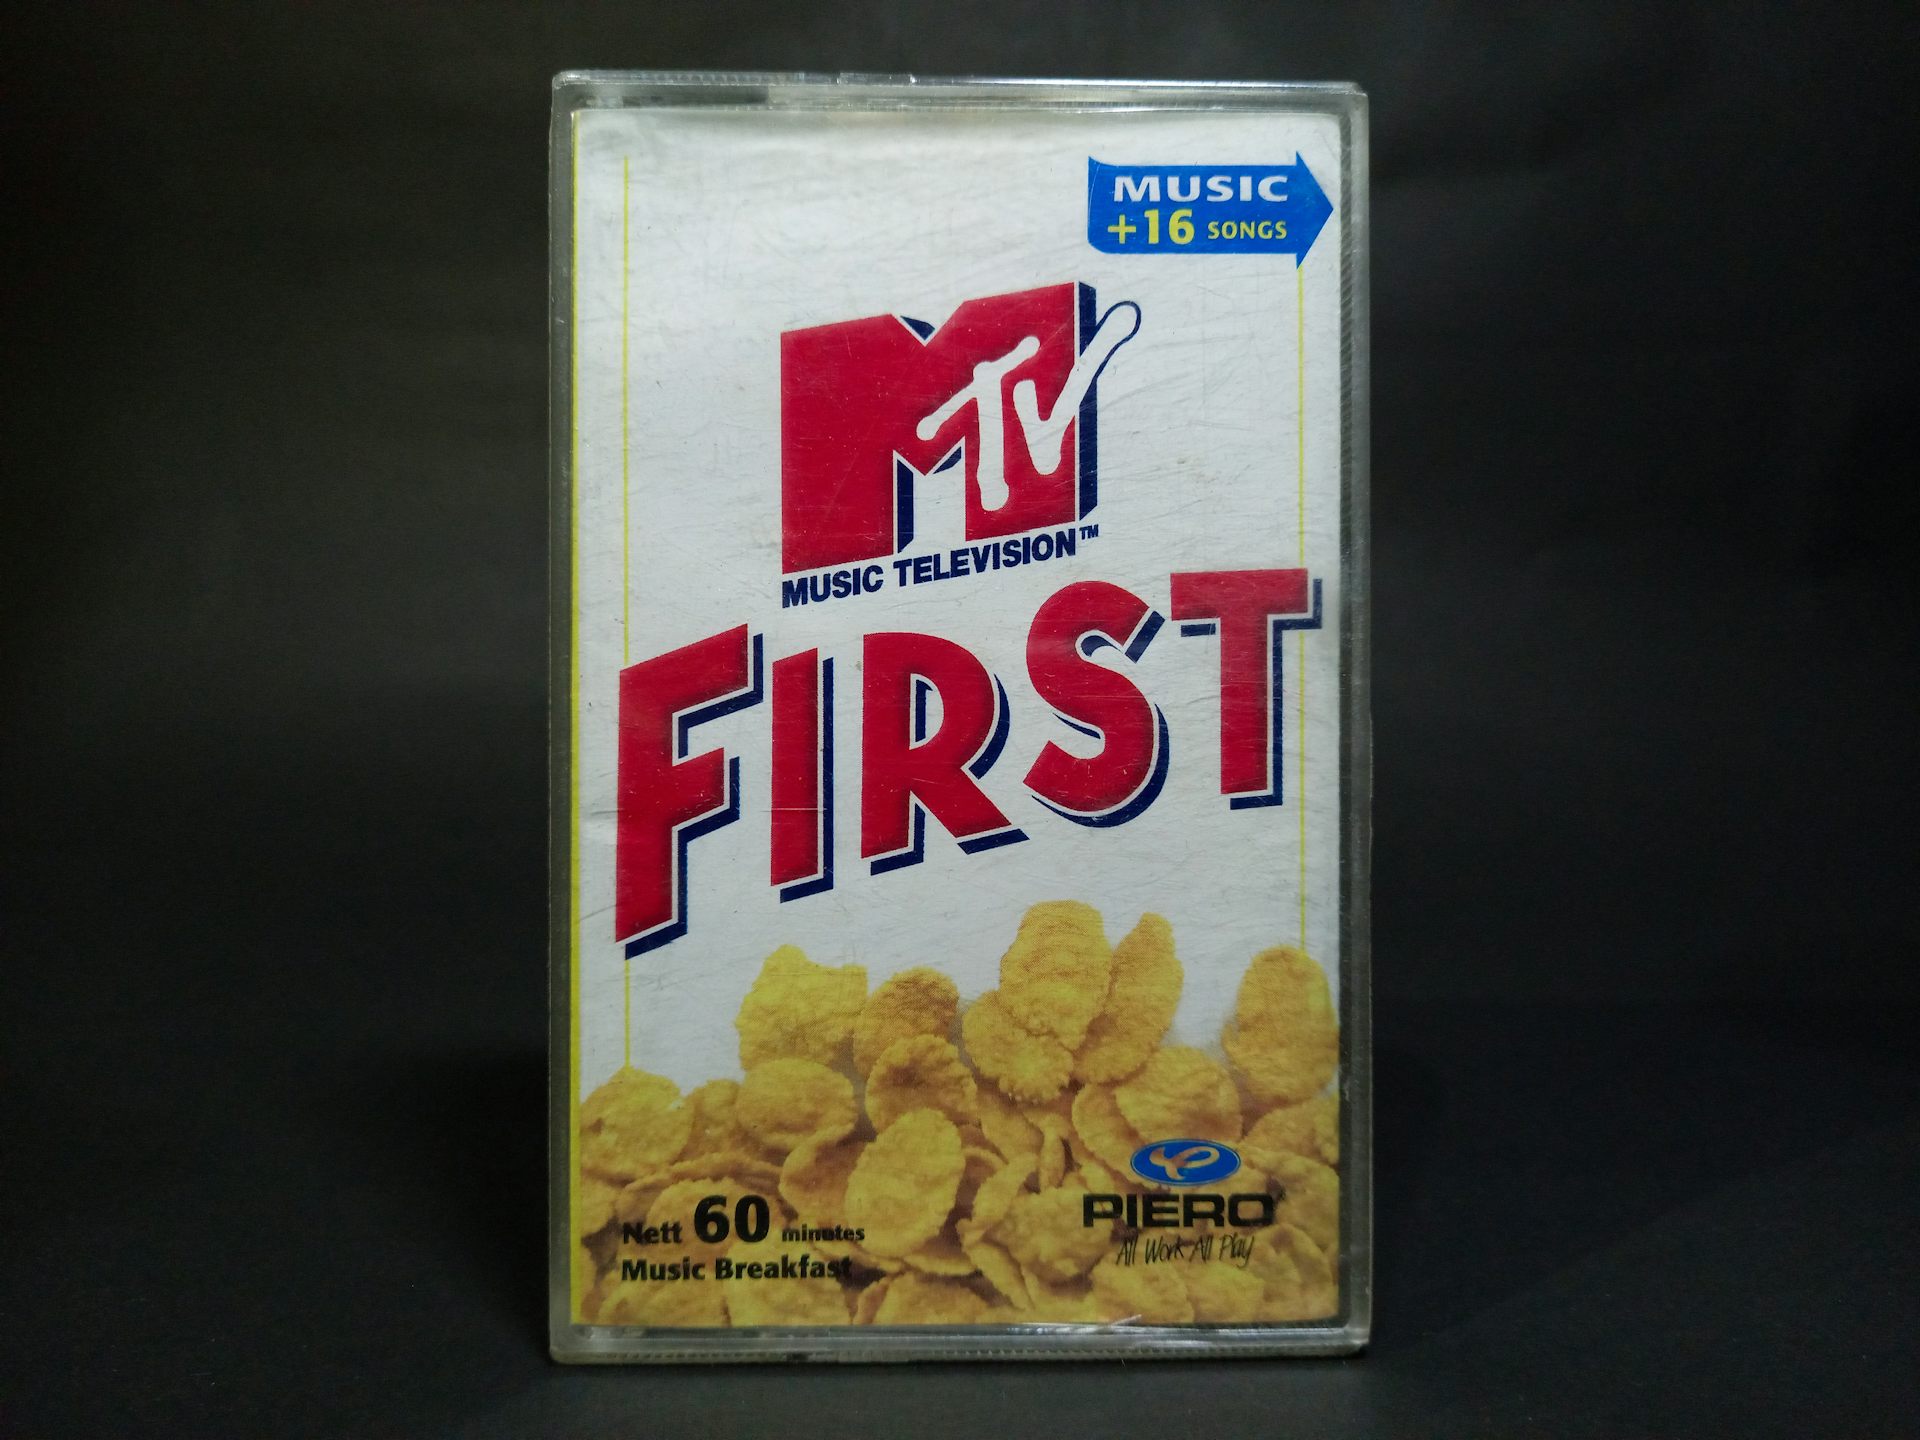 MUSIC
+16 SONGS
MTV
MUSIC TELEVISION™
FIRST
Nett 60 minutes
Music Breakfast
PIERO
All Work All Play